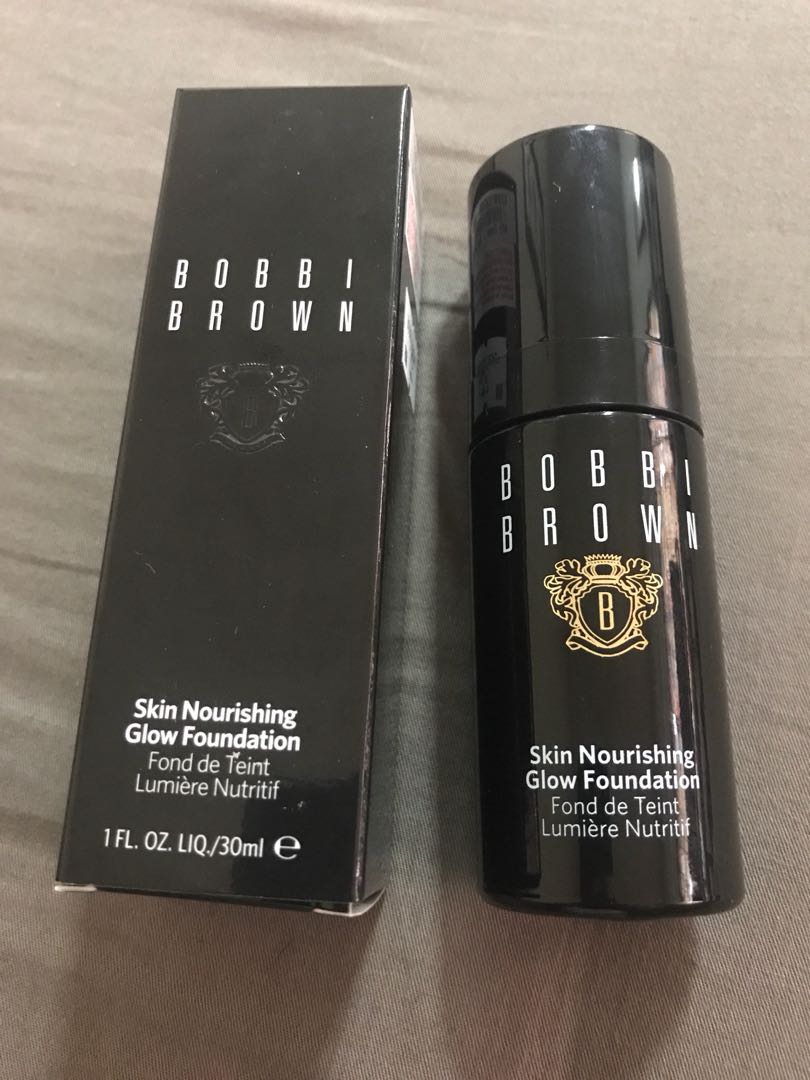 BOBBI
BROWN
B
Skin Nourishing
Glow Foundation
Fond de Teint
Lumière Nutritif
1 FL. OZ. LIQ./30ml ℮
BOBBI
BROWN
B
Skin Nourishing
Glow Foundation
Fond de Teint
Lumière Nutritif